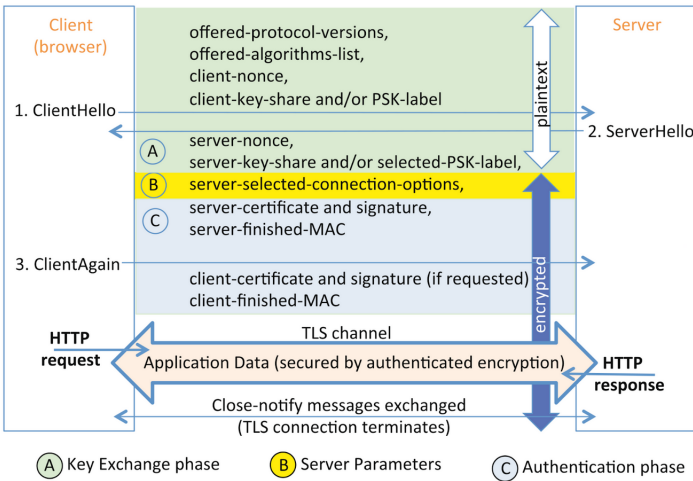 Client
(browser)
Server
offered-protocol-versions,
offered-algorithms-list,
client-nonce,
client-key-share and/or PSK-label
plaintext
1. ClientHello
2. ServerHello
A
server-nonce,
server-key-share and/or selected-PSK-label,
B
server-selected-connection-options,
C
server-certificate and signature,
server-finished-MAC
3. ClientAgain
client-certificate and signature (if requested)
client-finished-MAC
encrypted
TLS channel
HTTP
request
Application Data (secured by authenticated encryption)
HTTP
response
Close-notify messages exchanged
(TLS connection terminates)
A Key Exchange phase
B Server Parameters
C Authentication phase